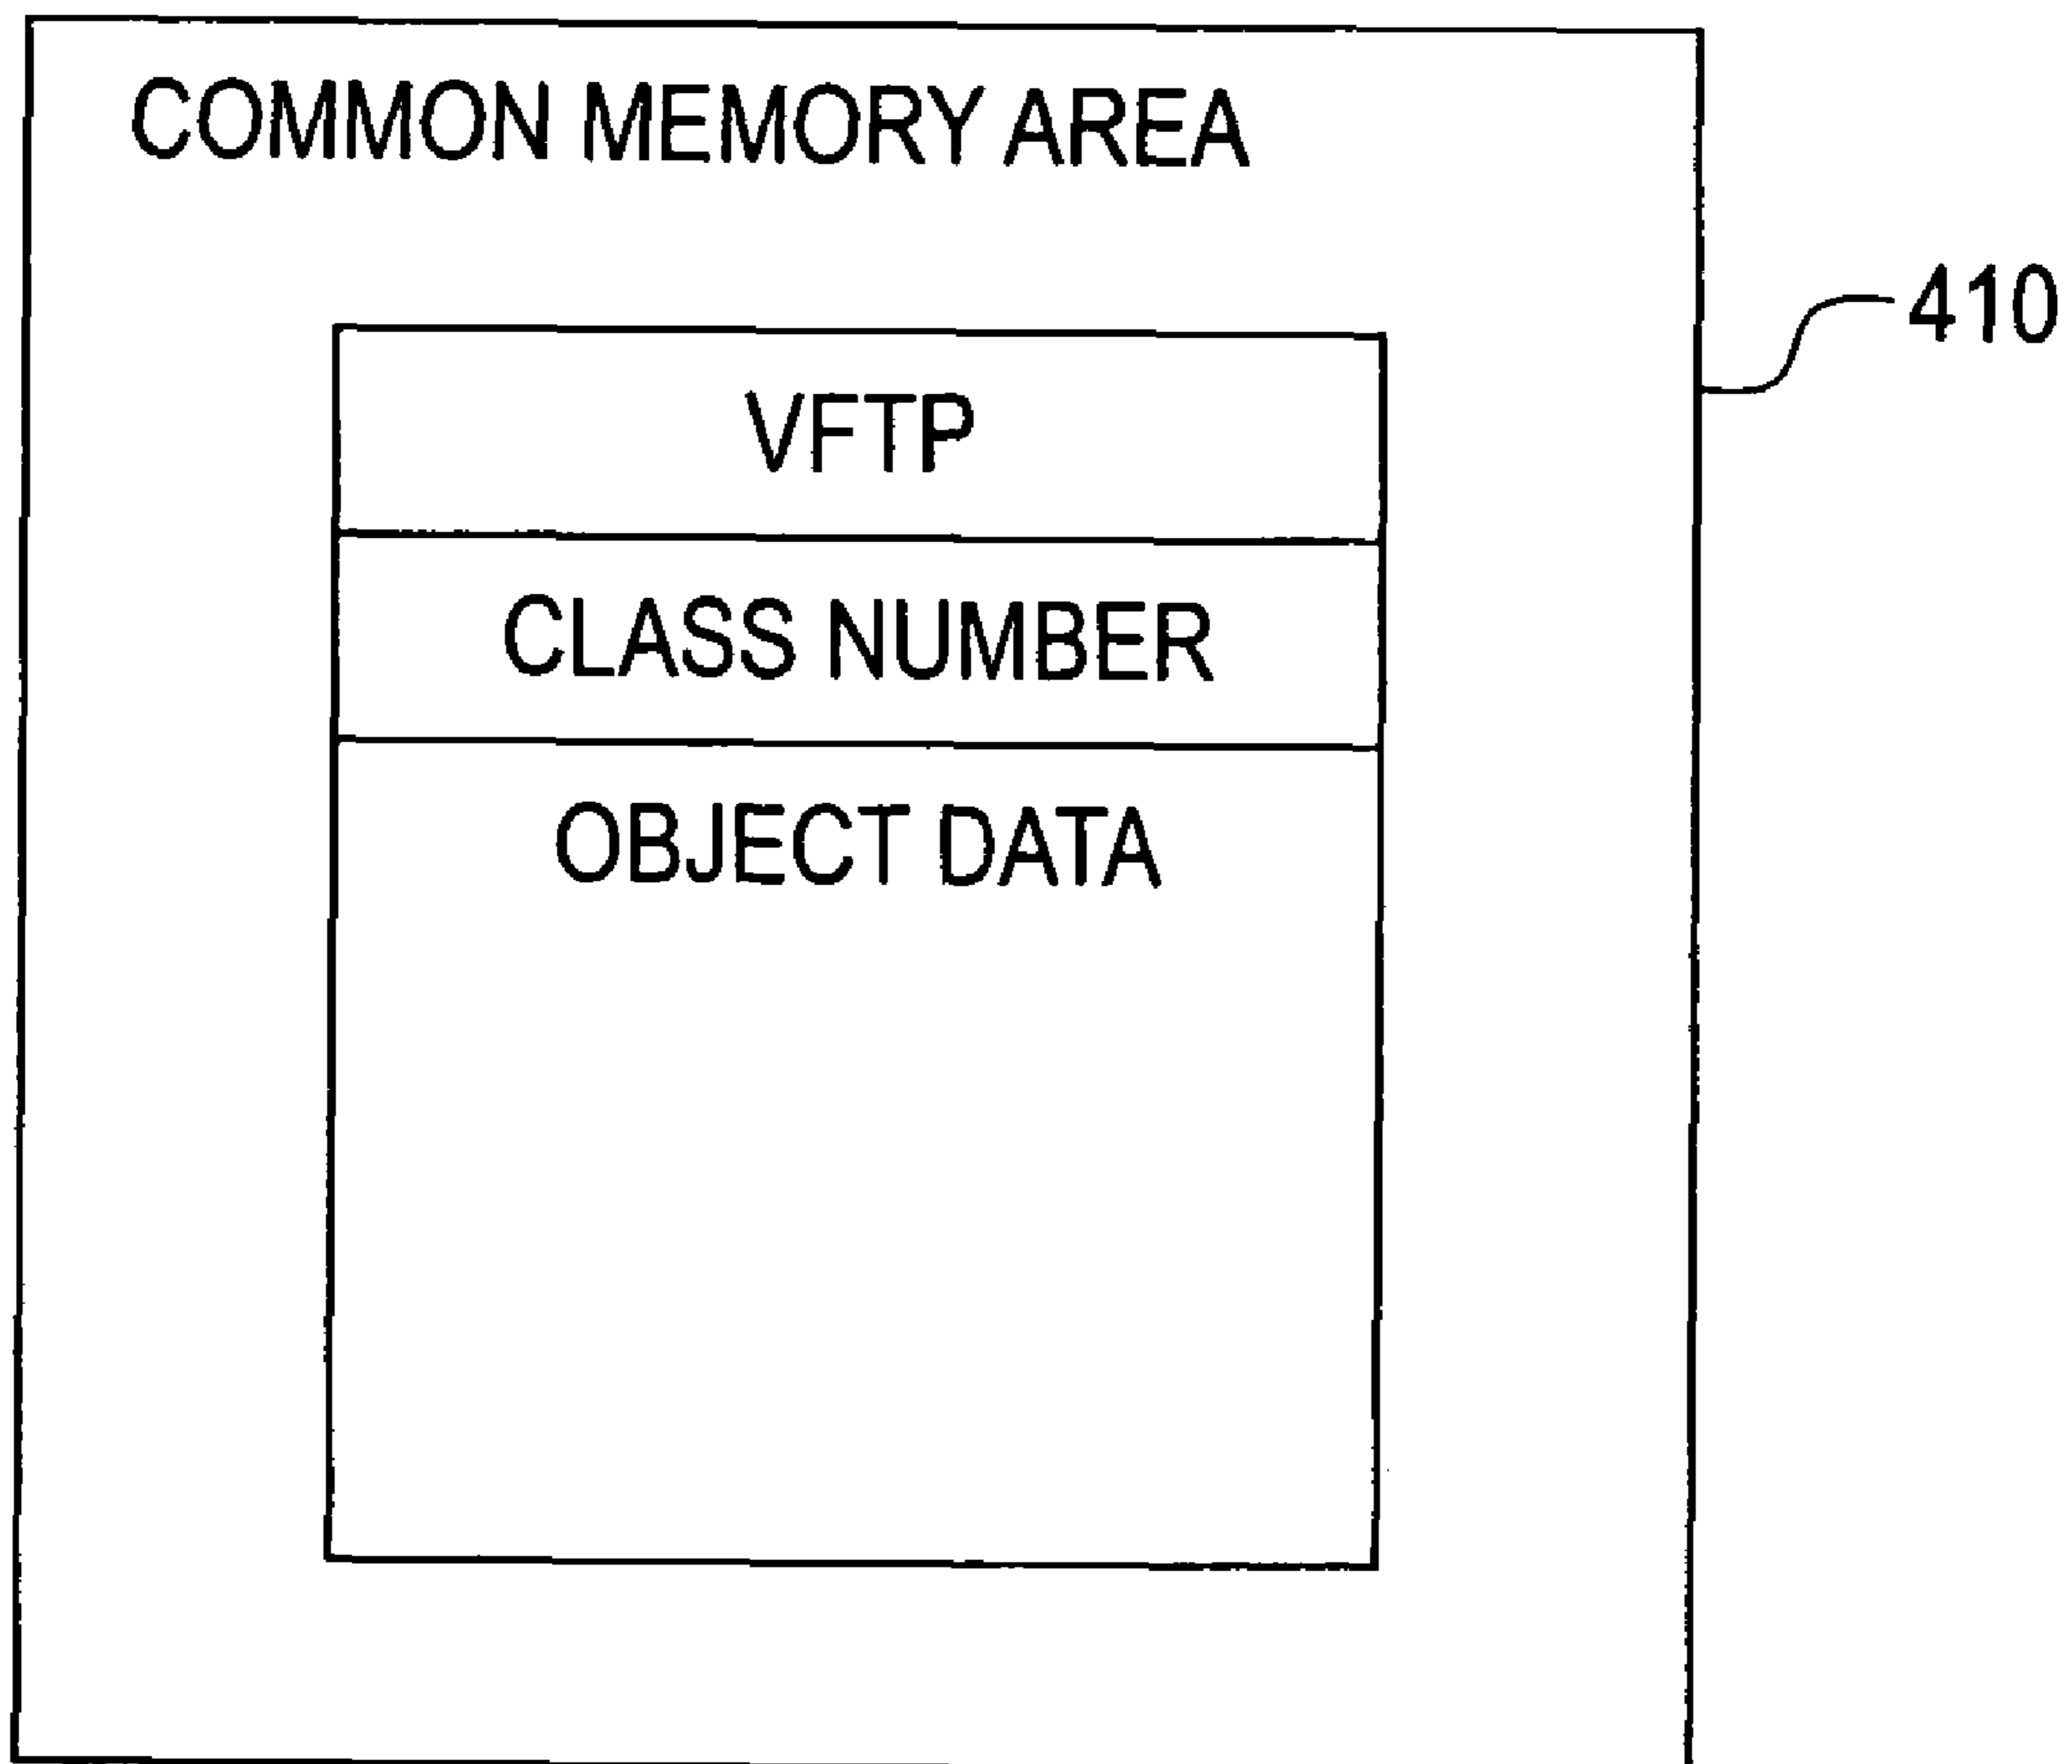 COMMON MEMORY AREA
410
VFTP
CLASS NUMBER
OBJECT DATA